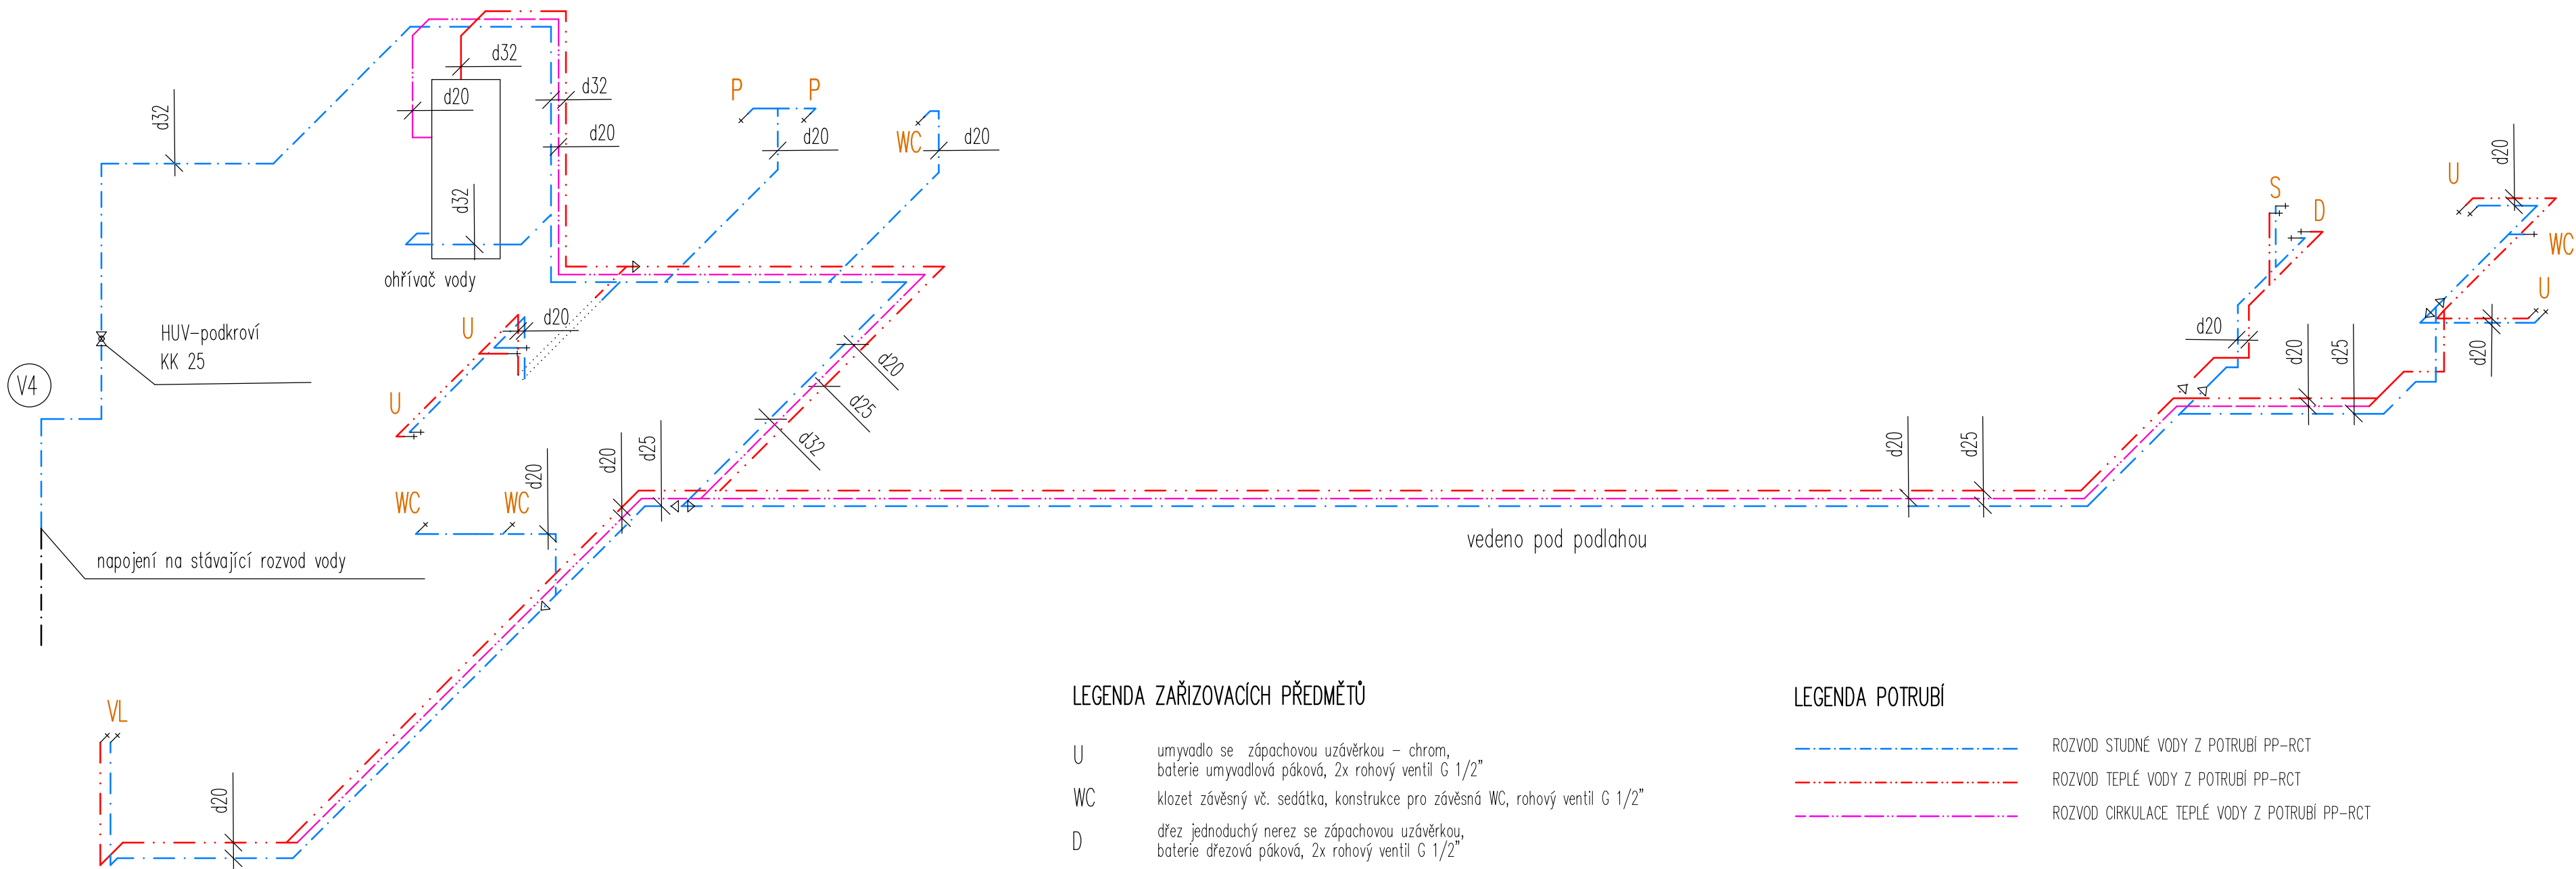 d32
d32
d20
d32
d20
d32
ohřívač vody
P
P
d20
WC
d20
HUV-podkroví
KK 25
V4
napojení na stávající rozvod vody
U
d20
U
WC
WC
d20
d20
d25
d20
d25
d32
VL
d20
vedeno pod podlahou
d20
d25
S
D
d20
d20
d25
U
d20
WC
U
d20
LEGENDA ZAŘIZOVACÍCH PŘEDMĚTŮ
U
umyvadlo se zápachovou uzávěrkou – chrom,
baterie umyvadlová páková, 2x rohový ventil G 1/2"
WC
klozet závěsný vč. sedátka, konstrukce pro závěsná WC, rohový ventil G 1/2"
D
dřez jednoduchý nerez se zápachovou uzávěrkou,
baterie dřezová páková, 2x rohový ventil G 1/2"
LEGENDA POTRUBÍ
ROZVOD STUDNÉ VODY Z POTRUBÍ PP-RCT
ROZVOD TEPLÉ VODY Z POTRUBÍ PP-RCT
ROZVOD CIRKULACE TEPLÉ VODY Z POTRUBÍ PP-RCT